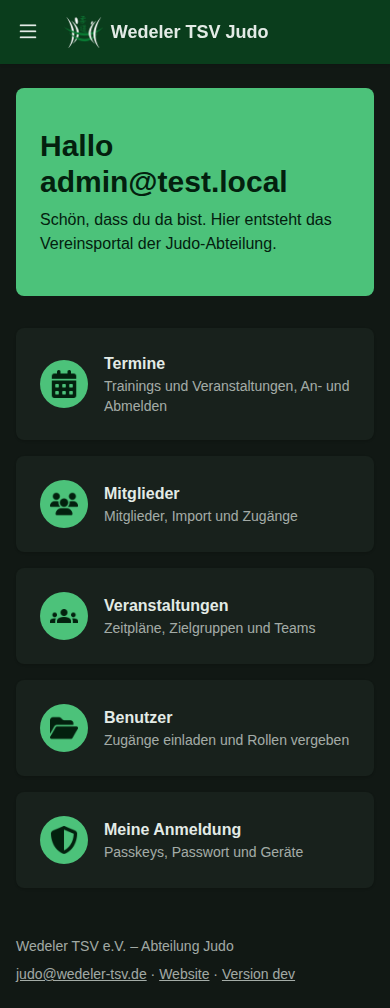 Wedeler TSV Judo
Hallo
admin@test.local
Schön, dass du da bist. Hier entsteht das
Vereinsportal der Judo-Abteilung.
Termine
Trainings und Veranstaltungen, An- und
Abmelden
Mitglieder
Mitglieder, Import und Zugänge
Veranstaltungen
Zeitpläne, Zielgruppen und Teams
Benutzer
Zugänge einladen und Rollen vergeben
Meine Anmeldung
Passkeys, Passwort und Geräte
Wedeler TSV e.V. – Abteilung Judo
judo@wedeler-tsv.de · Website · Version dev